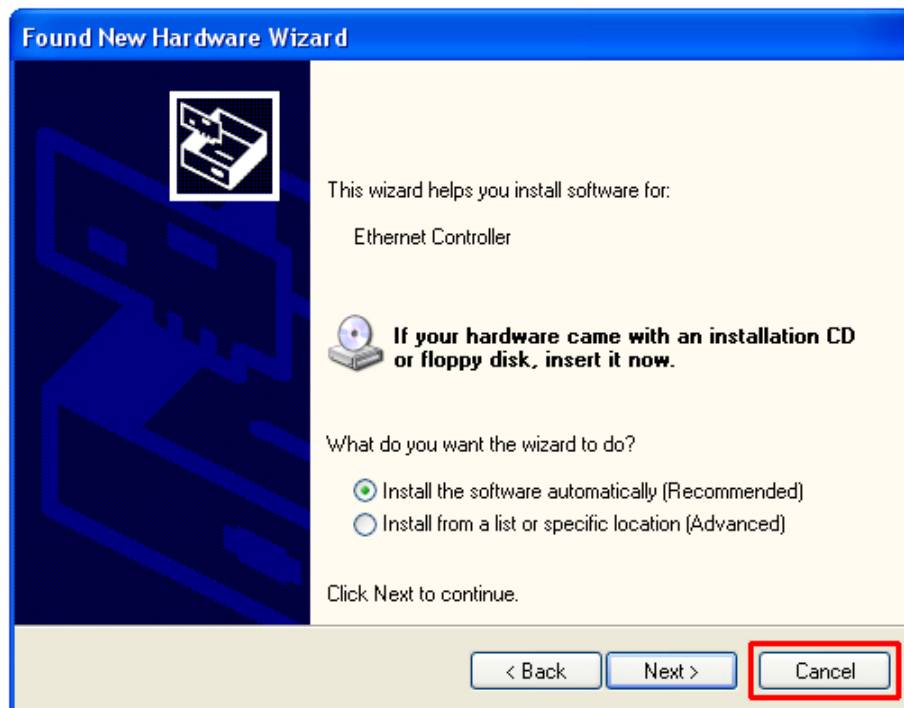 Found New Hardware Wizard
This wizard helps you install software for:
Ethernet Controller
If your hardware came with an installation CD
or floppy disk, insert it now.
What do you want the wizard to do?
Install the software automatically (Recommended)
Install from a list or specific location (Advanced)
Click Next to continue.
< Back Next > Cancel